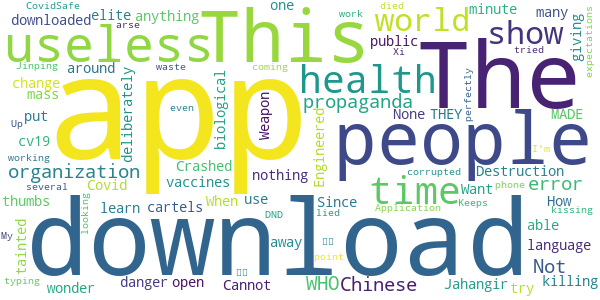 CovidSafe elite anything one work died minute many giving expectations
downloaded arse
useless This world show
Jinping Xi tried
waste around public
change app The
mass health people
coming
deliberately biological Weapon propaganda perfectly
put cv19 even None THEY MADE
Up Crashed Engineered
working organization nothing time Destruction
several Covid vaccines corrupted I'm
thumbs When use Since Want error How
looking learn cartels Application phone kissing
tainted download lied Keeps able
My DND away Not
language
wonder danger open Cannot WHO Chinese Jahangir try killing
typing point